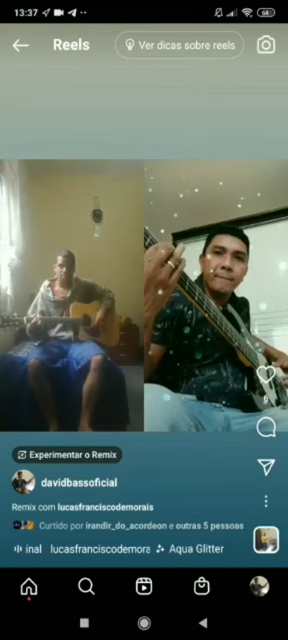 13:37
Reels
Ver dicas sobre reels
Experimentar o Remix
davidbassoficial
Remix com lucasfranciscodemorais
Curtido por irandir_do_acordeon e outras 5 pessoas
inal lucasfranciscodemora Aqua Glitter